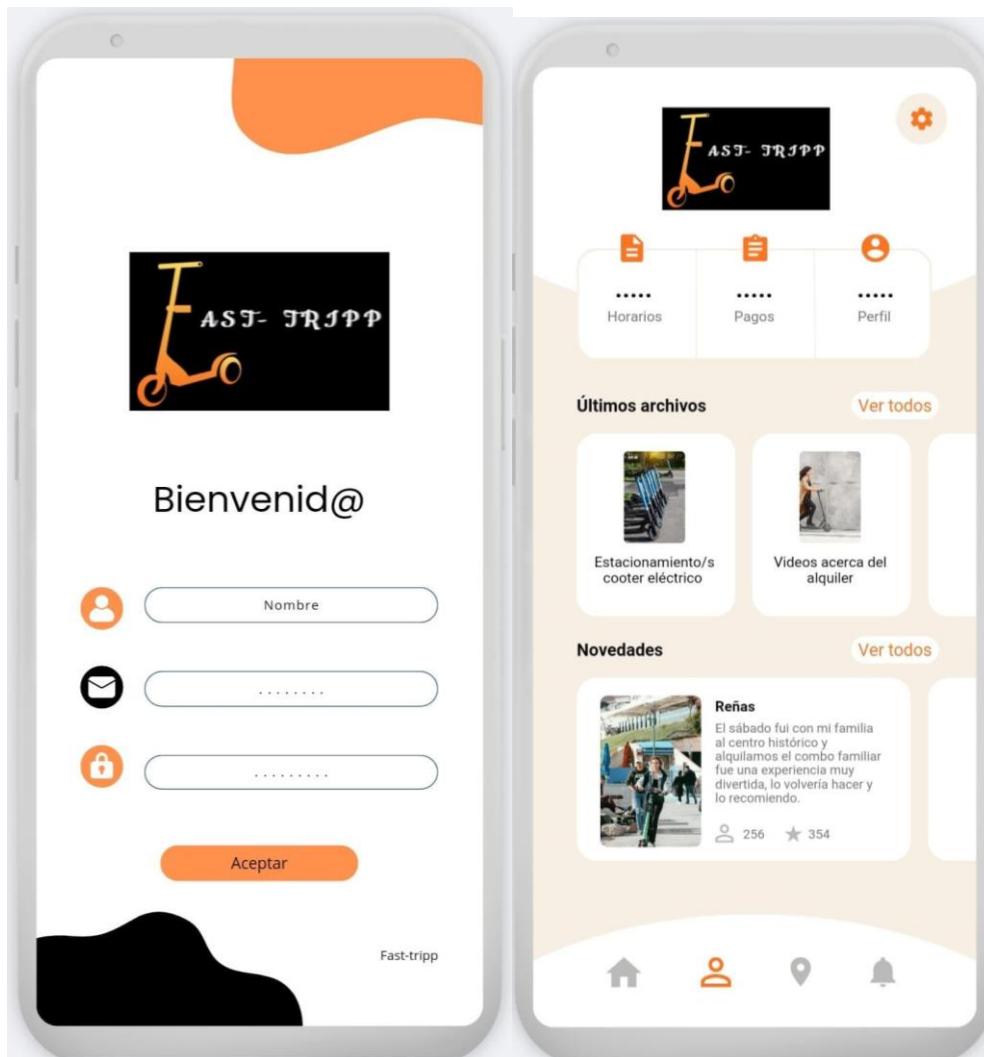 FAST- TRIPP
Bienvenid@
Nombre
........
.........
Aceptar
Fast-tripp
FAST- TRIPP
.....
.....
.....
Horarios
Pagos
Perfil
Últimos archivos
Ver todos
Estacionamiento/s
cooter eléctrico
Videos acerca del
alquiler
Novedades
Ver todos
Reñas
El sábado fui con mi familia
al centro histórico y
alquilamos el combo familiar
fue una experiencia muy
divertida, lo volvería hacer y
lo recomiendo.
256
354